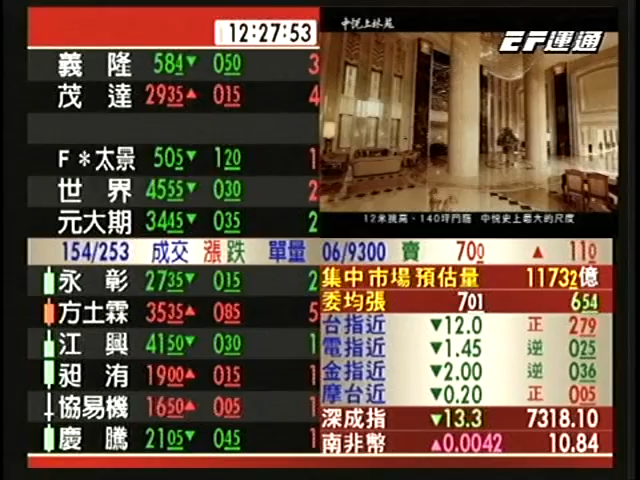 12:27:53
中悅上林苑
EF運通
義隆 584▼ 050 3
茂達 2935▲ 015 4
F*太景 505▼ 120 1
世界 4555▼ 030 2
元大期 3445▼ 035 2
12米挑高、140坪門廳 中悅史上最大的尺度
154/253 成交 漲跌 單量 06/9300 賣 700 ▲ 110
永彰 2735▼ 015 2
集中市場預估量 11732億
方土霖 3535▲ 085 5
委均張 701 654
江興 4150▼ 030 1
台指近 ▼12.0 正 279
電指近 ▼1.45 逆 025
昶洧 1900▲ 015 1
金指近 ▼2.00 逆 036
協易機 1650▲ 005 1
摩台近 ▼0.20 正 005
深成指 ▼13.3 7318.10
慶騰 2105▼ 045 1
南非幣 ▲0.0042 10.84